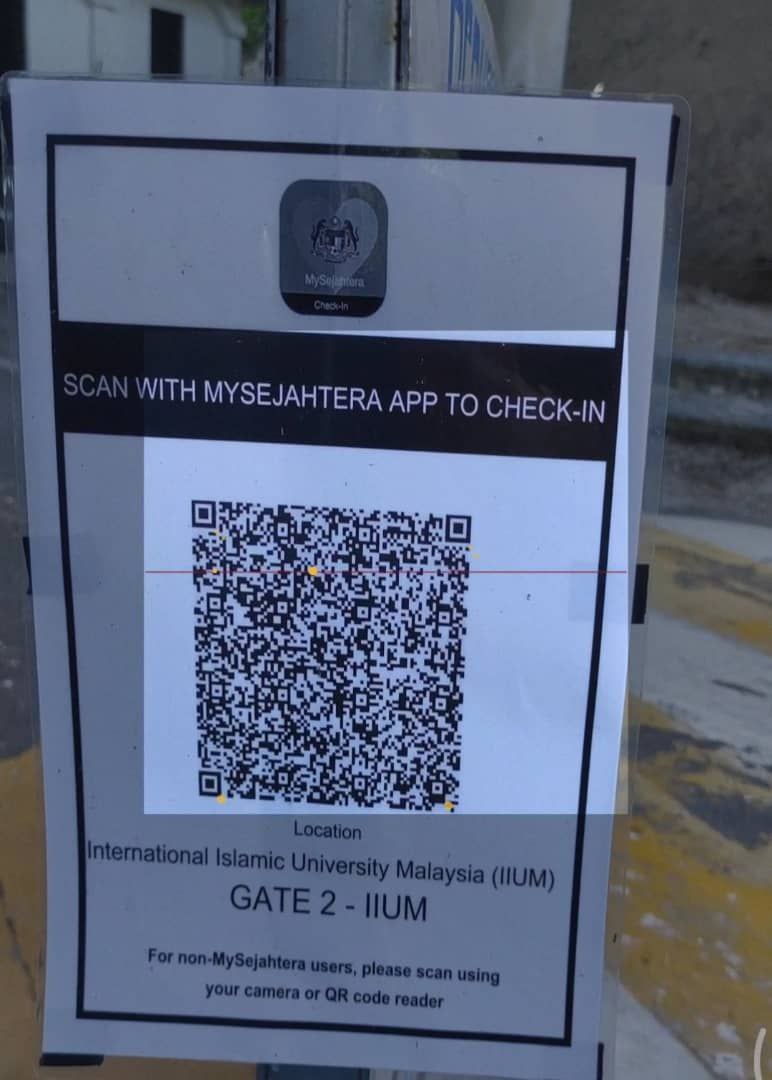 MySejahtera
Check-In
SCAN WITH MYSEJAHTERA APP TO CHECK-IN
Location
International Islamic University Malaysia (IIUM)
GATE 2 - IIUM
For non-MySejahtera users, please scan using
your camera or QR code reader